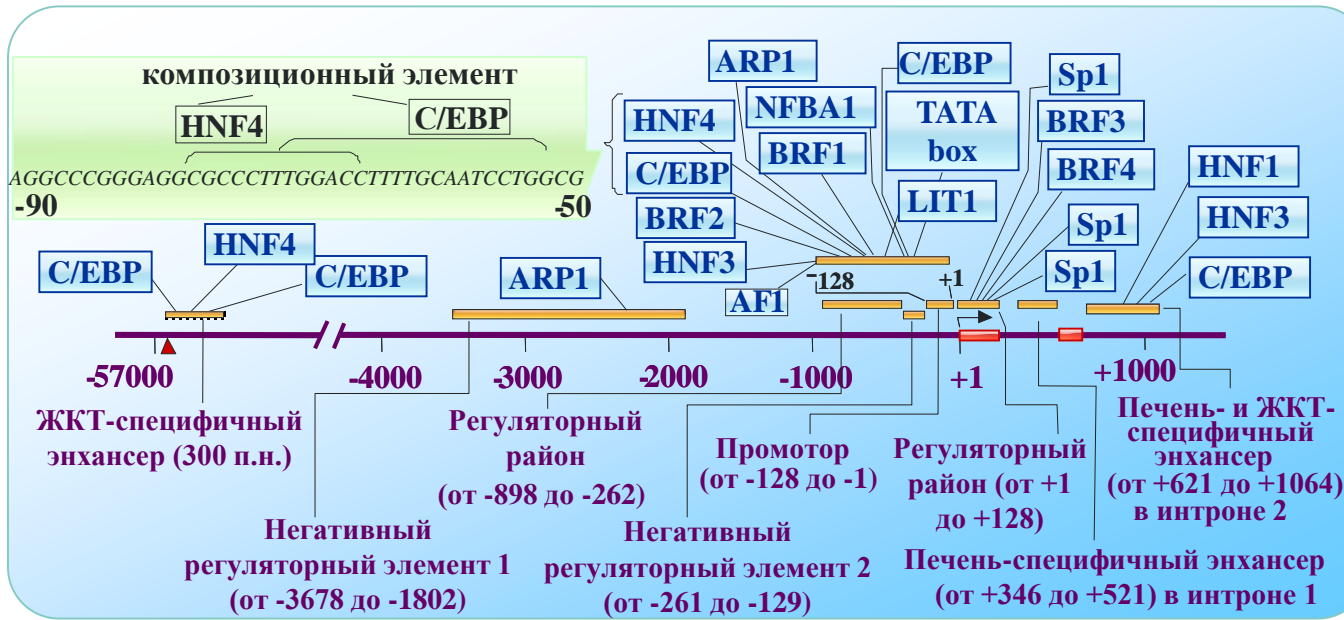 композиционный элемент
HNF4
C/EBP
AGGCCCGGGAGGCGCCCTTTGGACCTTTTGCAATCCTGGCG
-90
-50
ARP1
C/EBP
Sp1
HNF4
NFBA1
TATA
box
BRF3
C/EBP
BRF1
BRF4
HNF1
BRF2
LIT1
Sp1
HNF3
HNF4
HNF3
C/EBP
C/EBP
ARP1
Sp1
C/EBP
AF1
-128
+1
-57000
-4000
-3000
-2000
-1000
+1
+1000
ЖКТ-специфичный
энхансер (300 п.н.)
Регуляторный
район
(от -898 до -262)
Промотор
(от -128 до -1)
Регуляторный
район (от +1
до +128)
Печень- и ЖКТ-
специфичный
энхансер
(от +621 до +1064)
в интроне 2
Негативный
регуляторный элемент 1
(от -3678 до -1802)
Негативный
регуляторный элемент 2
(от -261 до -129)
Печень-специфичный энхансер
(от +346 до +521) в интроне 1